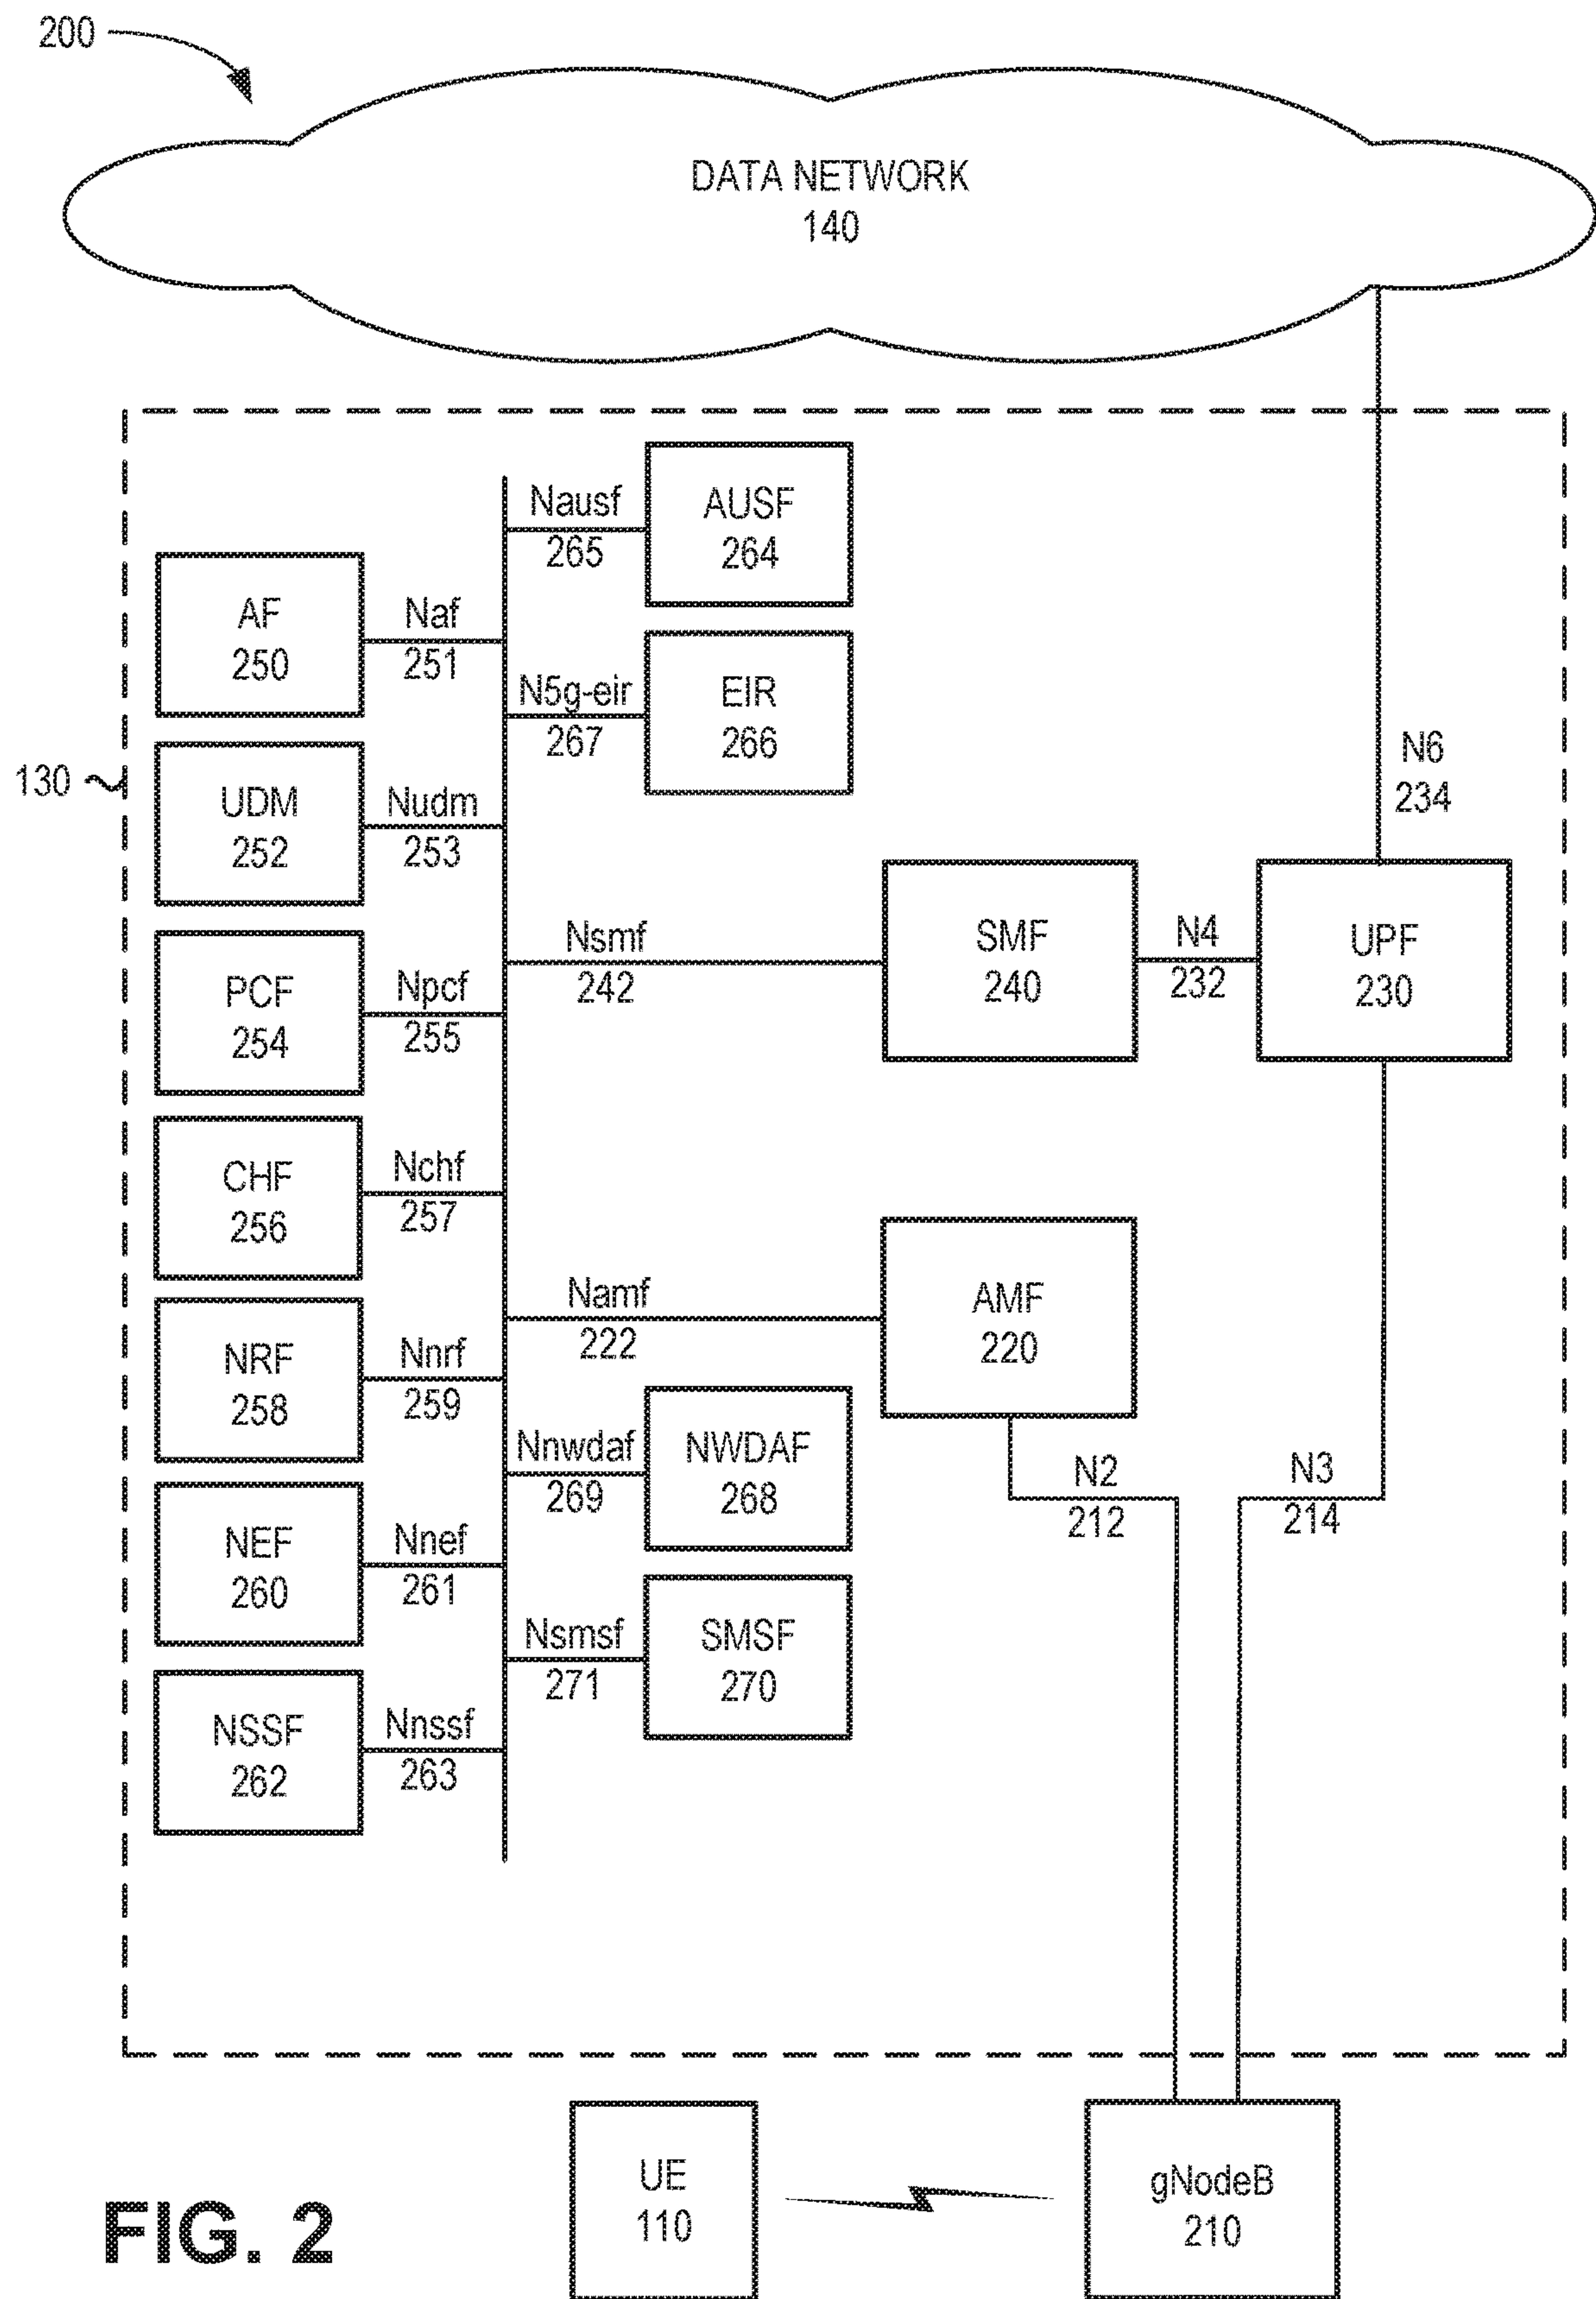 200
DATA NETWORK
140
130
AF
250
Naf
251
UDM
252
Nudm
253
PCF
254
Npcf
255
CHF
256
Nchf
257
NRF
258
Nnrf
259
NEF
260
Nnef
261
NSSF
262
Nnssf
263
Nausf
265
AUSF
264
N5g-eir
267
EIR
266
Nsmf
242
SMF
240
N4
232
UPF
230
N6
234
Namf
222
AMF
220
Nnwdaf
269
NWDAF
268
Nsmsf
271
SMSF
270
N2
212
N3
214
UE
110
gNodeB
210
FIG. 2